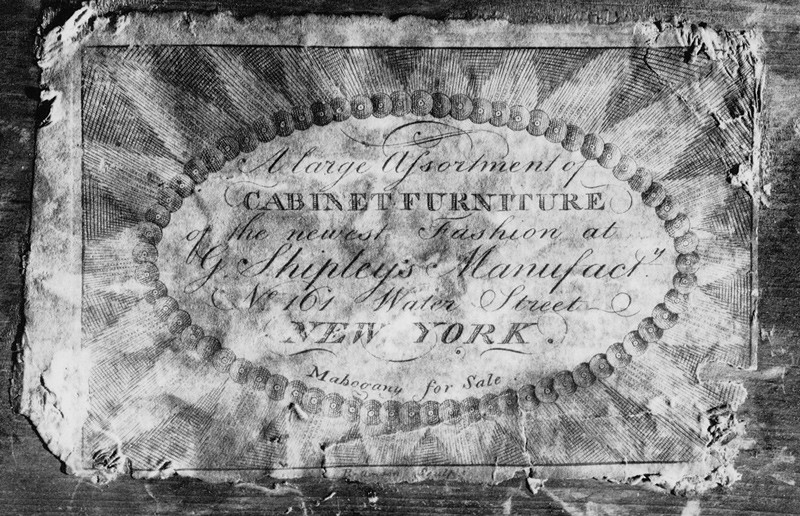 A large Aſsortment of
CABINET FURNITURE
of the newest Fashion at
G. Shipley's Manufact.y
No 161 Water Street
NEW YORK.
Mahogany for Sale